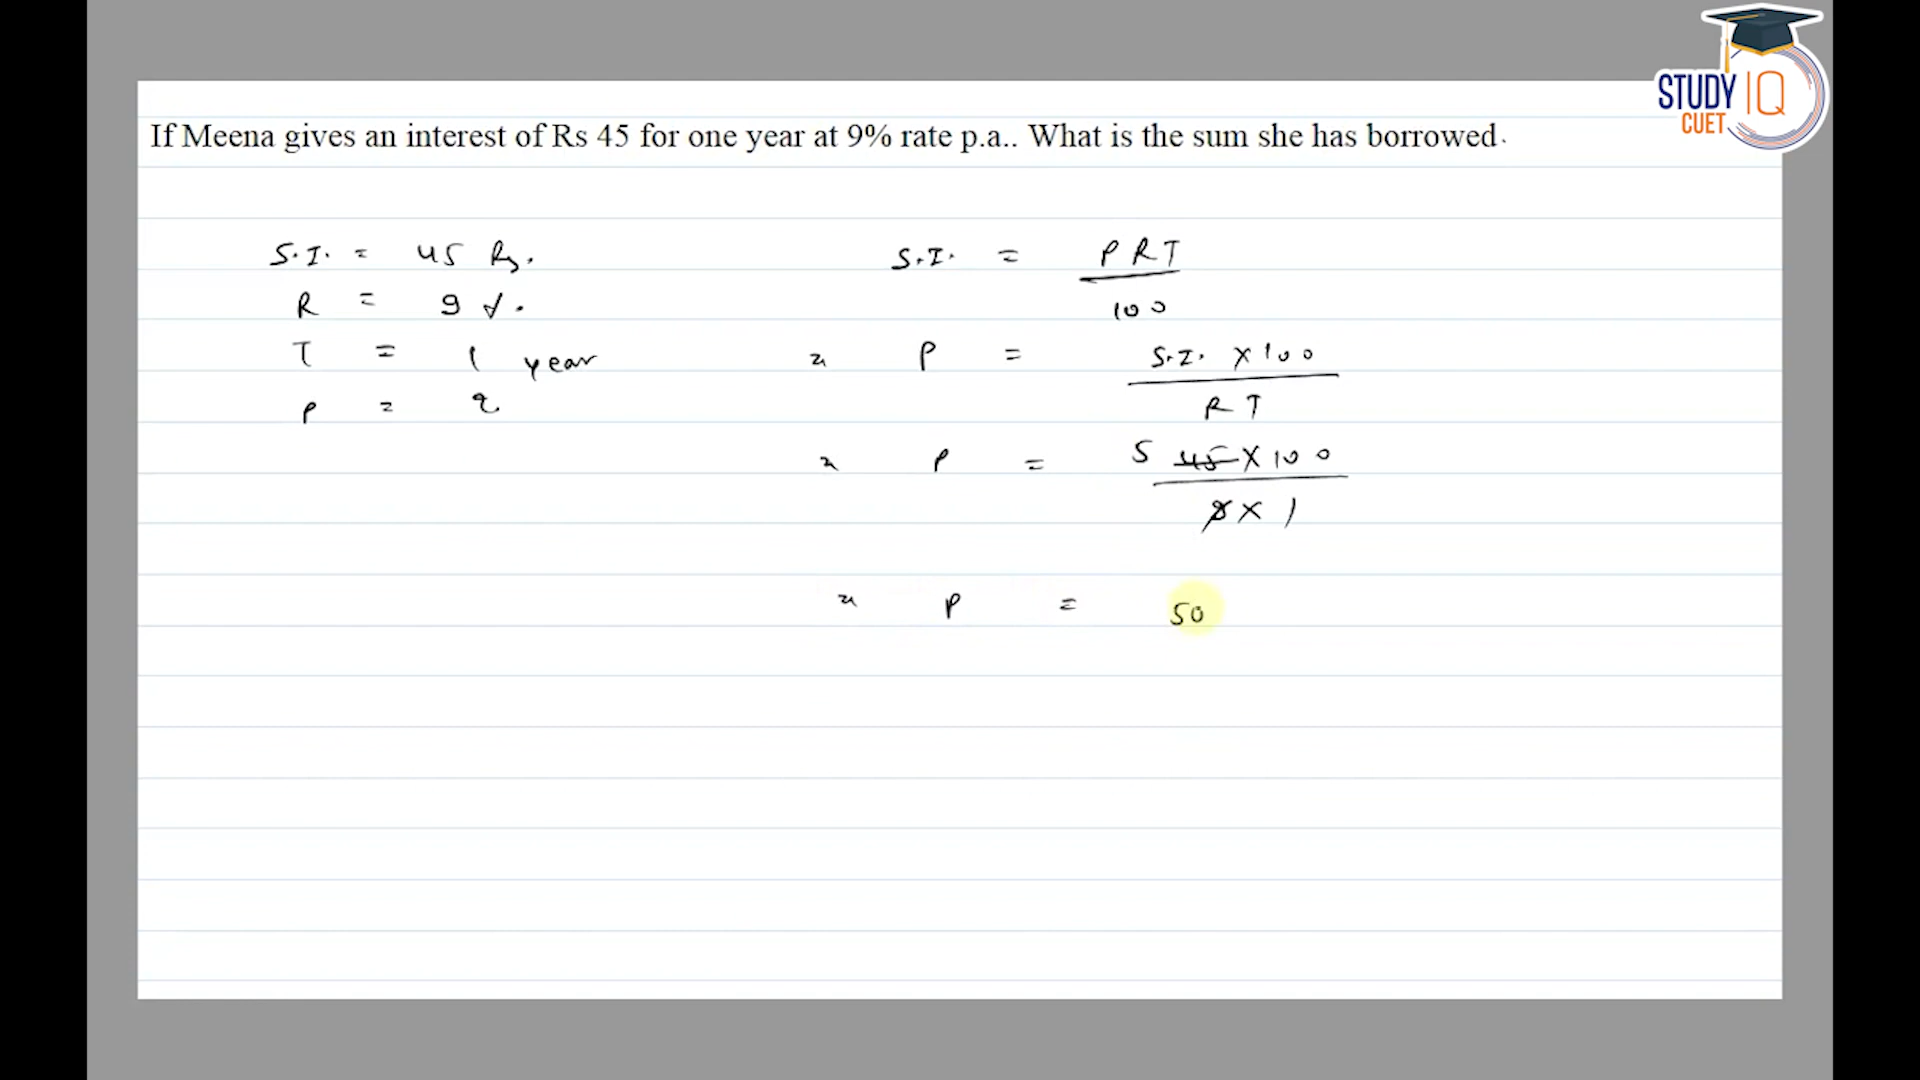 STUDY IQ
CUET
If Meena gives an interest of Rs 45 for one year at 9% rate p.a.. What is the sum she has borrowed.
S.I. = 45 Rs.
R = 9 %.
T = 1 year
P = ?
S.I. = PRT
100
P = S.I. X 100
RT
P = 5 45 X 100
9 X 1
P = 50